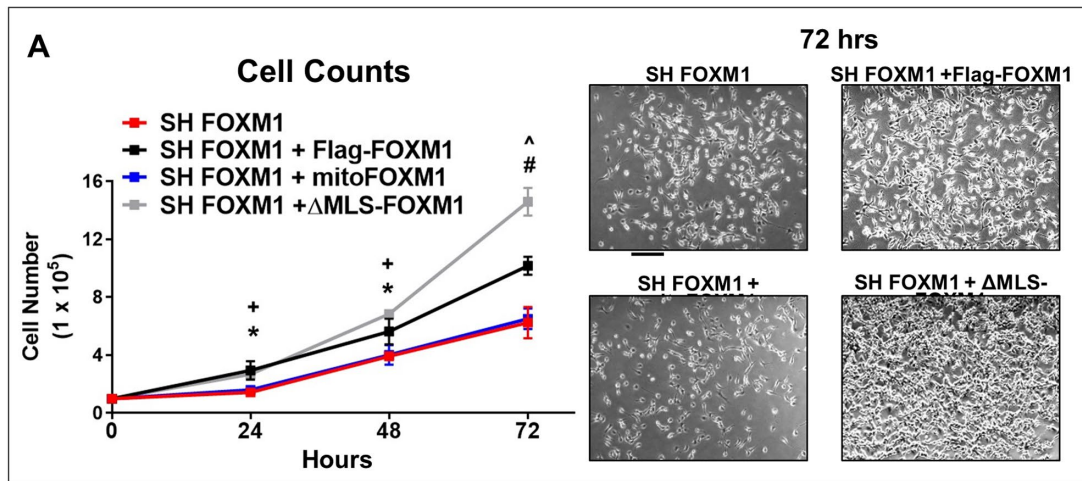 A
Cell Counts
SH FOXM1
SH FOXM1 + Flag-FOXM1
SH FOXM1 + mitoFOXM1
SH FOXM1 +ΔMLS-FOXM1
Cell Number
(1 x 10⁵)
16
12
8
4
0
+
*
+
*
^
#
0 24 48 72
Hours
72 hrs
SH FOXM1
SH FOXM1 +Flag-FOXM1
SH FOXM1 +
SH FOXM1 + ΔMLS-